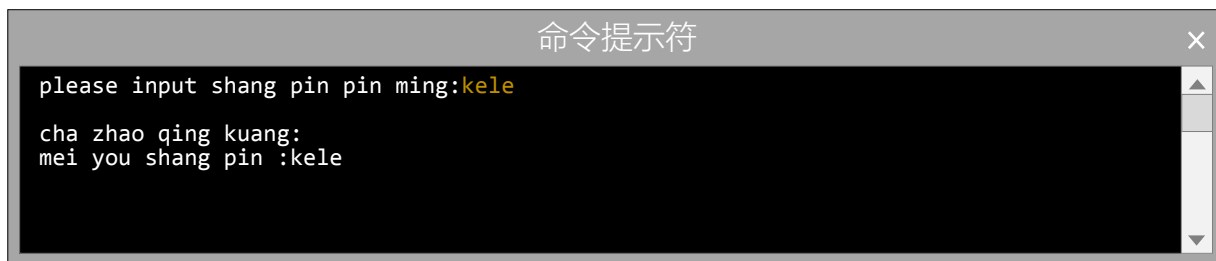 命令提示符
please input shang pin pin ming:kele
cha zhao qing kuang:
mei you shang pin :kele